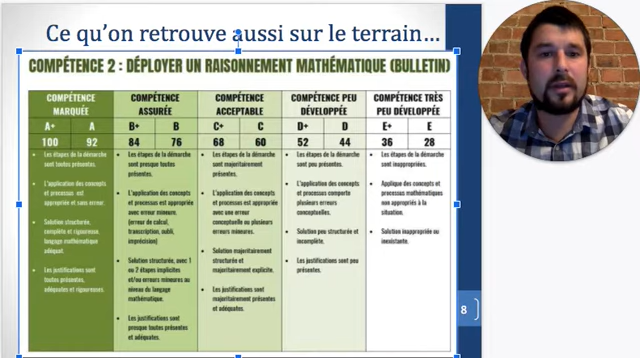 Ce qu'on retrouve aussi sur le terrain...
COMPÉTENCE 2 : DÉPLOYER UN RAISONNEMENT MATHÉMATIQUE (BULLETIN)
COMPÉTENCE
MARQUÉE
A+ A
100 92
• Les étapes de la démarche
sont toutes présentes.
• L'application des concepts
et processus est
appropriée et sans erreur.
• Solution structurée,
complète et rigoureuse,
langage mathématique
adéquat.
• Les justifications sont
toutes présentes,
adéquates et rigoureuses.
COMPÉTENCE
ASSURÉE
B+ B
84 76
• Les étapes de la démarche
sont presque toutes
présentes.
• L'application des concepts
et processus est appropriée
avec erreur mineure.
(erreur de calcul,
transcription, oubli,
imprécision)
• Solution structurée, avec 1
ou 2 étapes implicites
et/ou erreurs mineures au
niveau du langage
mathématique.
• Les justifications sont
presque toutes présentes
et adéquates.
COMPÉTENCE
ACCEPTABLE
C+ C
68 60
• Les étapes de la démarche
sont majoritairement
présentes.
• L'application des concepts
et processus est appropriée
avec une erreur
conceptuelle ou plusieurs
erreurs mineures.
• Solution majoritairement
structurée et
majoritairement explicite.
• Les justifications sont
majoritairement présentes
et adéquates.
COMPÉTENCE PEU
DÉVELOPPÉE
D+ D
52 44
• Les étapes de la démarche
sont peu présentes.
• L'application des concepts
et processus comporte
plusieurs erreurs
conceptuelles.
• Solution peu structurée et
incomplète.
• Les justifications sont peu
présentes.
COMPÉTENCE TRÈS
PEU DÉVELOPPÉE
E+ E
36 28
• Les étapes de la démarche
sont inappropriées.
• Applique des concepts et
processus mathématiques
non appropriés à la
situation.
• Solution inappropriée ou
inexistante.
8